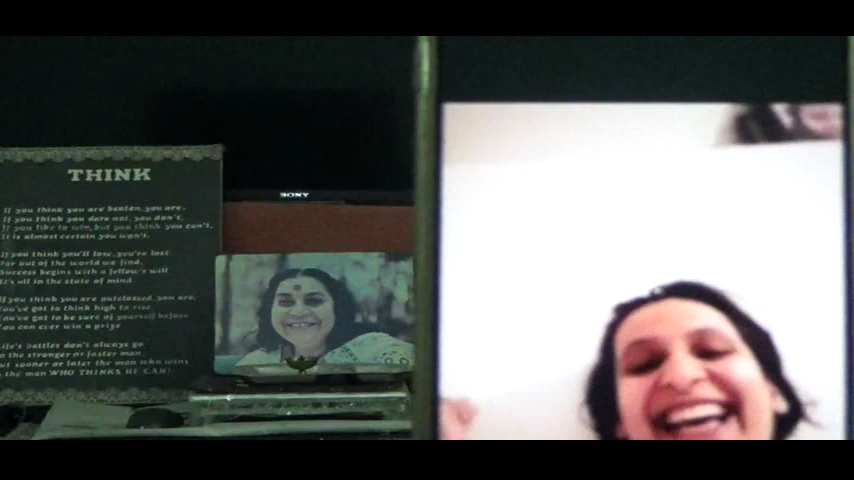 THINK
If you think you are beaten, you are.
If you think you dare not, you don't,
If you like to win, but you think you can't,
It is almost certain you won't.
If you think you'll lose, you're lost
For out of the world we find,
Success begins with a fellow's will
It's all in the state of mind
If you think you are outclassed, you are,
You've got to think high to rise
You've got to be sure of yourself before
You can ever win a prize
Life's battles don't always go
to the stronger or faster man,
But sooner or later the man who wins
is the man WHO THINKS HE CAN!
SONY